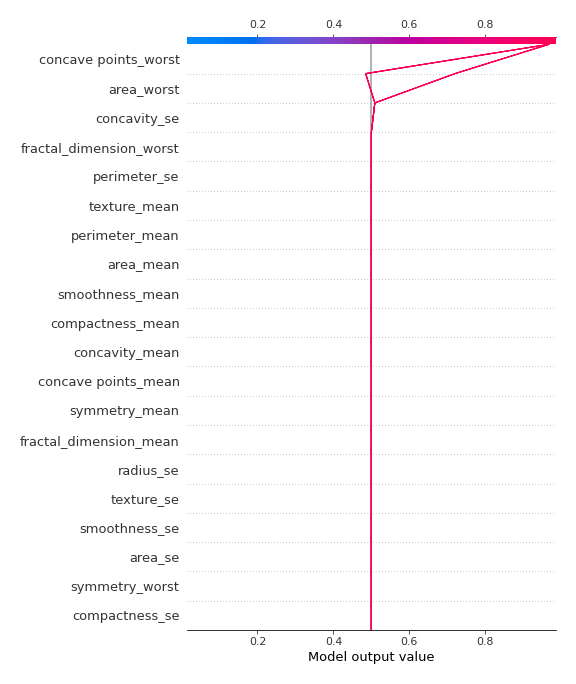 0.2 0.4 0.6 0.8
concave points_worst
area_worst
concavity_se
fractal_dimension_worst
perimeter_se
texture_mean
perimeter_mean
area_mean
smoothness_mean
compactness_mean
concavity_mean
concave points_mean
symmetry_mean
fractal_dimension_mean
radius_se
texture_se
smoothness_se
area_se
symmetry_worst
compactness_se
0.2 0.4 0.6 0.8
Model output value